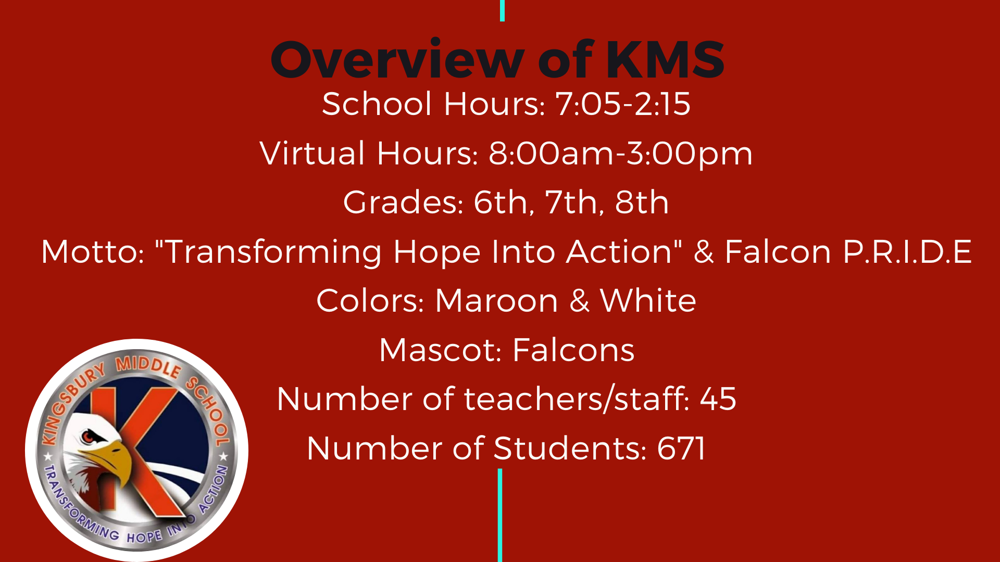 Overview of KMS
School Hours: 7:05-2:15
Virtual Hours: 8:00am-3:00pm
Grades: 6th, 7th, 8th
Motto: "Transforming Hope Into Action" & Falcon P.R.I.D.E
Colors: Maroon & White
Mascot: Falcons
Number of teachers/staff: 45
Number of Students: 671
KINGSBURY MIDDLE SCHOOL
K
TRANSFORMING HOPE INTO ACTION